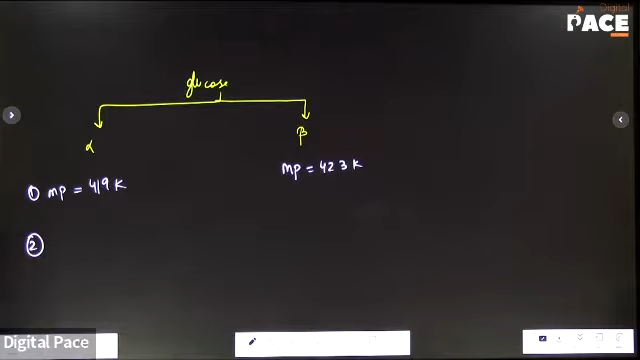 Digital
PACE
glucose
α
β
① mp = 419 K
mp = 423 K
②
Digital Pace